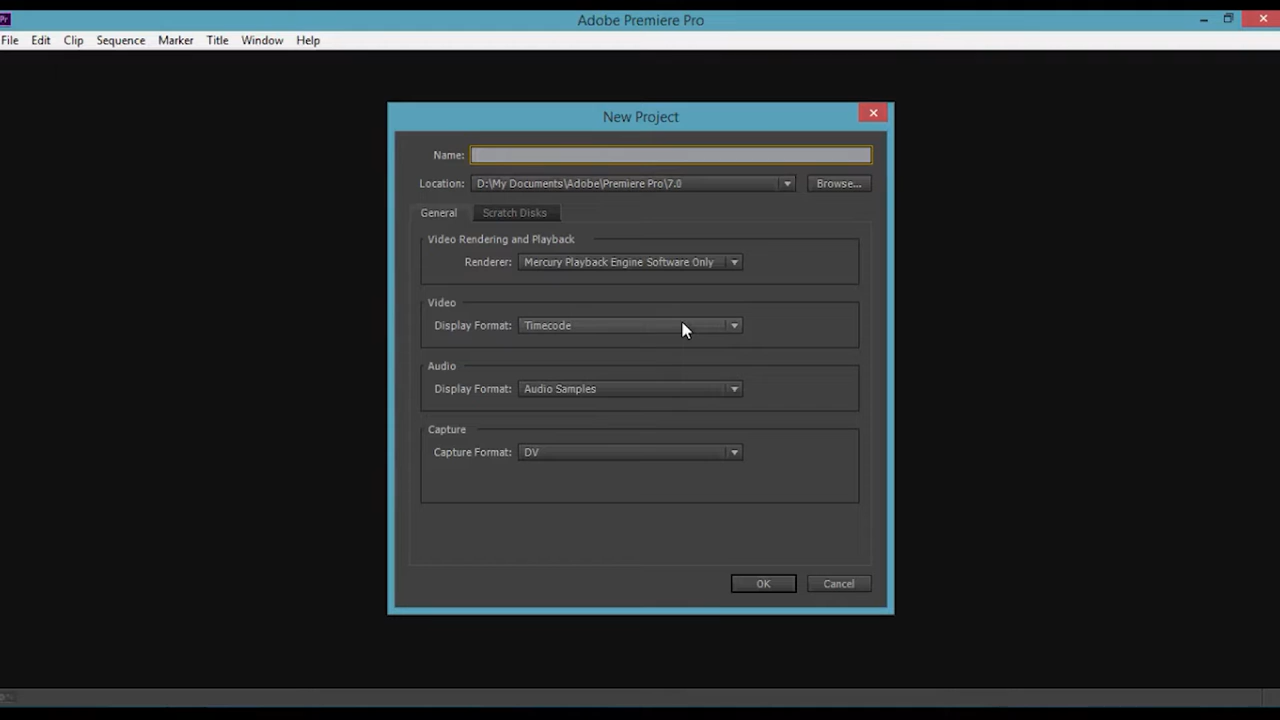 Pr
Adobe Premiere Pro
File Edit Clip Sequence Marker Title Window Help
New Project
Name:
Location: D:\My Documents\Adobe\Premiere Pro\7.0 Browse...
General Scratch Disks
Video Rendering and Playback
Renderer: Mercury Playback Engine Software Only
Video
Display Format: Timecode
Audio
Display Format: Audio Samples
Capture
Capture Format: DV
OK Cancel